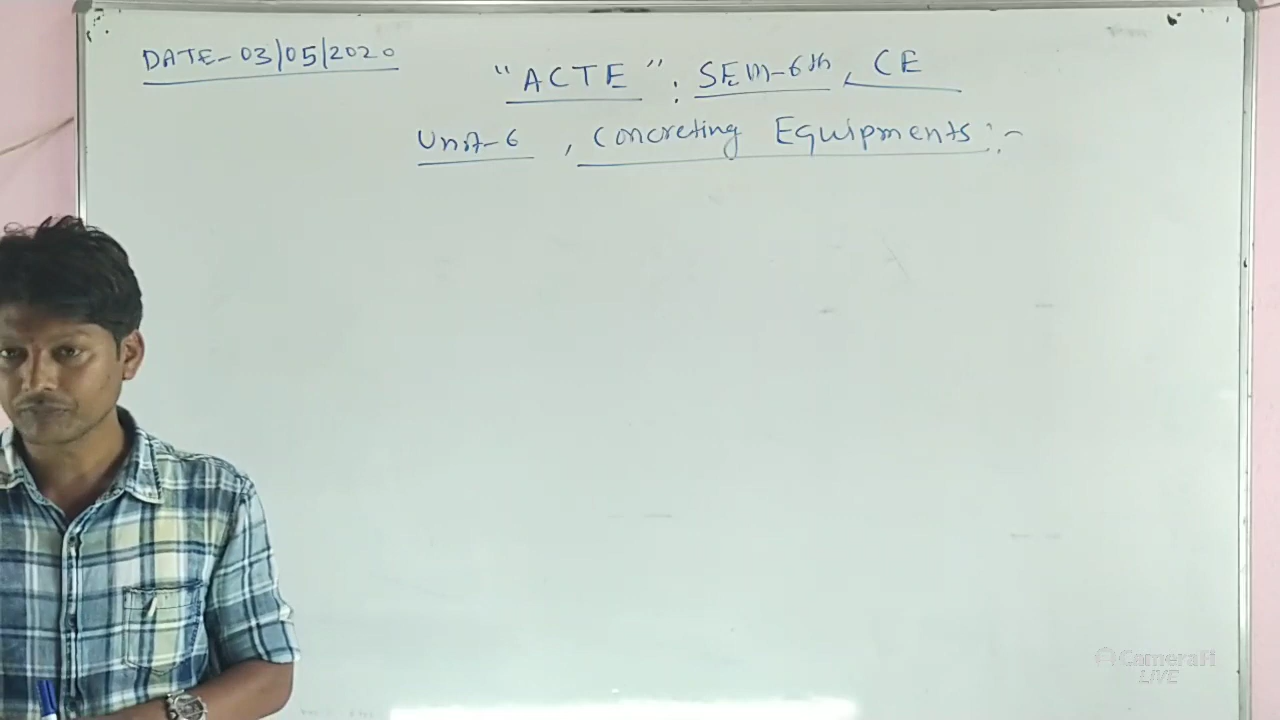 DATE-03/05/2020
"ACTE" : SEM-6th, CE
Unit-6, Concreting Equipments:-
CameraFi
LIVE